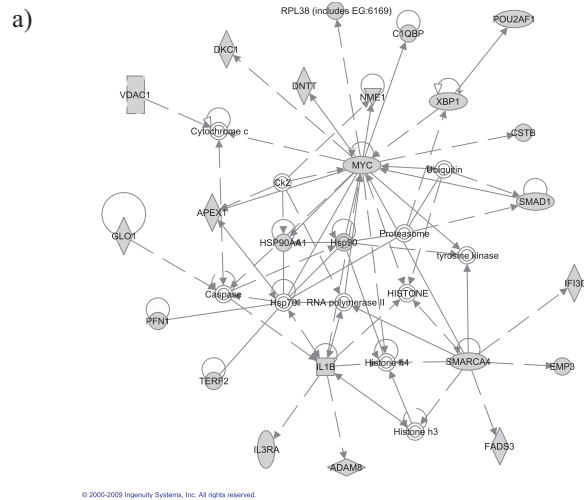 a)
RPL38 (includes EG:6169)
POU2AF1
C1QBP
DKC1
DNTT
NME1
VDAC1
XBP1
Cytochrome c
CSTB
MYC
Ubiquitin
Ck2
SMAD1
APEX1
GLO1
HSP90AA1
Hsp90
Proteasome
tyrosine kinase
IFI30
Caspase
Hsp70
RNA polymerase II
HISTONE
PFN1
TERF2
IL1B
Histone h4
SMARCA4
EMP3
Histone h3
IL3RA
ADAM8
FADS3
© 2000-2009 Ingenuity Systems, Inc. All rights reserved.